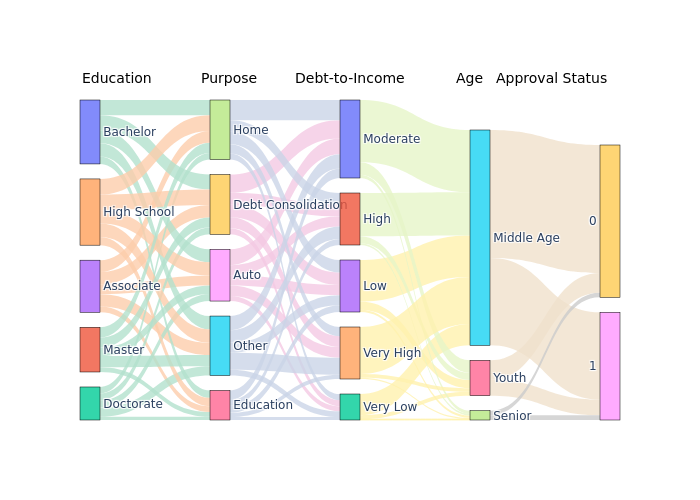 Education Purpose Debt-to-Income Age Approval Status
Bachelor
High School
Associate
Master
Doctorate
Home
Debt Consolidation
Auto
Other
Education
Moderate
High
Low
Very High
Very Low
Middle Age
Youth
Senior
0
1